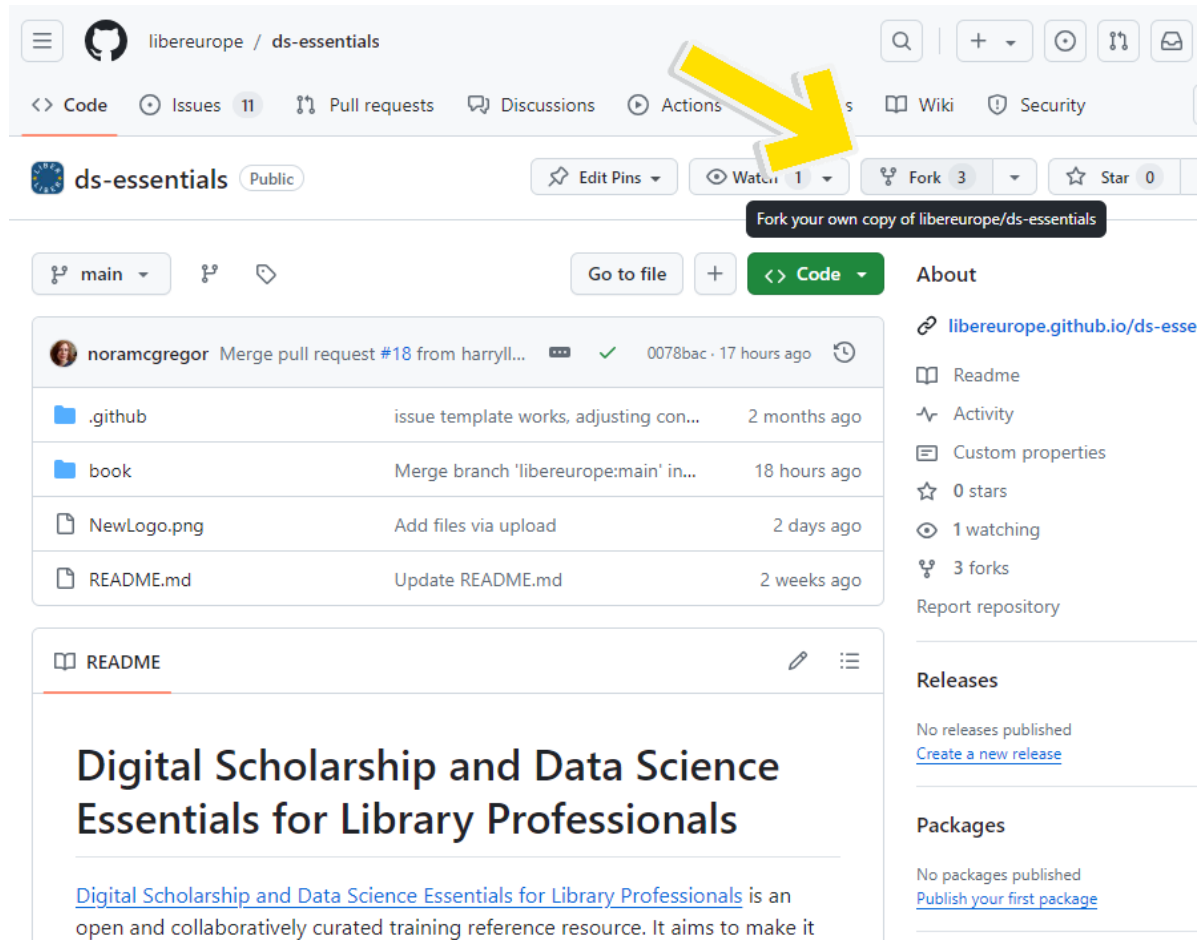 libereurope / ds-essentials
Code Issues 11 Pull requests Discussions Actions s Wiki Security
ds-essentials Public Edit Pins Watch 1 Fork 3 Star 0
Fork your own copy of libereurope/ds-essentials
main Go to file + Code About
libereurope.github.io/ds-esse
noramcgregor Merge pull request #18 from harryll... 0078bac · 17 hours ago
Readme
.github issue template works, adjusting con... 2 months ago
Activity
Custom properties
book Merge branch 'libereurope:main' in... 18 hours ago
0 stars
NewLogo.png Add files via upload 2 days ago
1 watching
3 forks
README.md Update README.md 2 weeks ago
Report repository
README
Releases
No releases published
Create a new release
Digital Scholarship and Data Science
Essentials for Library Professionals
Packages
No packages published
Publish your first package
Digital Scholarship and Data Science Essentials for Library Professionals is an
open and collaboratively curated training reference resource. It aims to make it